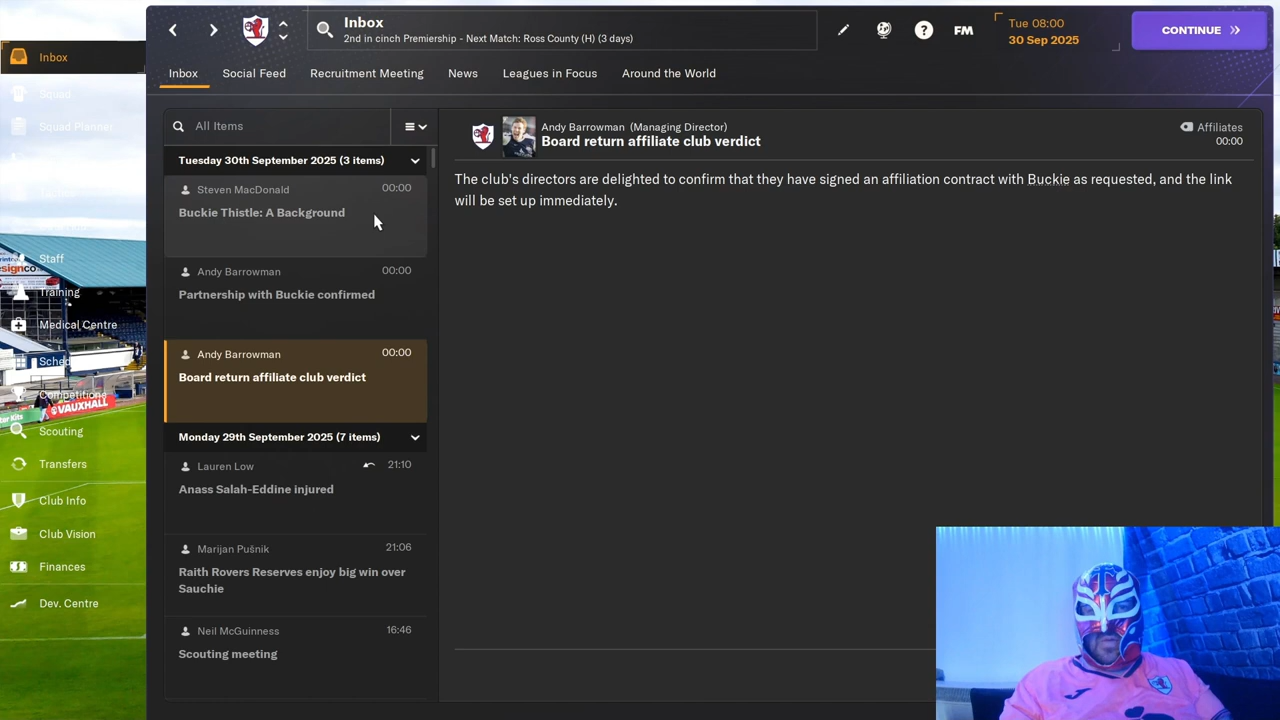 Inbox
2nd in cinch Premiership - Next Match: Ross County (H) (3 days)
FM
Tue 08:00
30 Sep 2025
CONTINUE
Inbox
Squad
Squad Planner
Staff
Training
Medical Centre
Sched
Competitions
Scouting
Transfers
Club Info
Club Vision
Finances
Dev. Centre
VAUXHALL
Inbox
Social Feed
Recruitment Meeting
News
Leagues in Focus
Around the World
All Items
Tuesday 30th September 2025 (3 items)
Steven MacDonald
00:00
Buckie Thistle: A Background
Andy Barrowman
00:00
Partnership with Buckie confirmed
Andy Barrowman
00:00
Board return affiliate club verdict
Monday 29th September 2025 (7 items)
Lauren Low
21:10
Anass Salah-Eddine injured
Marijan Pušnik
21:06
Raith Rovers Reserves enjoy big win over
Sauchie
Neil McGuinness
16:46
Scouting meeting
Andy Barrowman (Managing Director)
Board return affiliate club verdict
Affiliates
00:00
The club's directors are delighted to confirm that they have signed an affiliation contract with Buckie as requested, and the link
will be set up immediately.